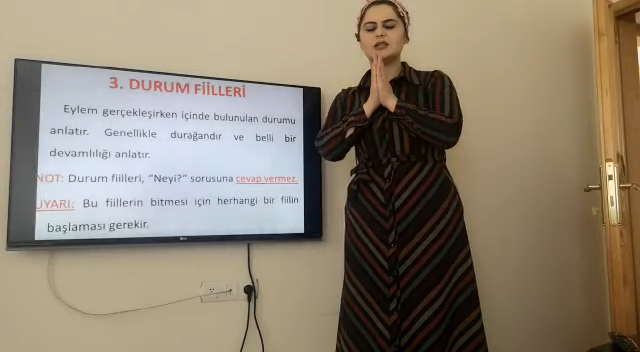 3. DURUM FİİLLERİ
Eylem gerçekleşirken içinde bulunulan durumu
anlatır. Genellikle durağandır ve belli bir
devamlılığı anlatır.
NOT: Durum fiilleri, "Neyi?" sorusuna cevap vermez.
UYARI: Bu fiillerin bitmesi için herhangi bir fiilin
başlaması gerekir.
LG